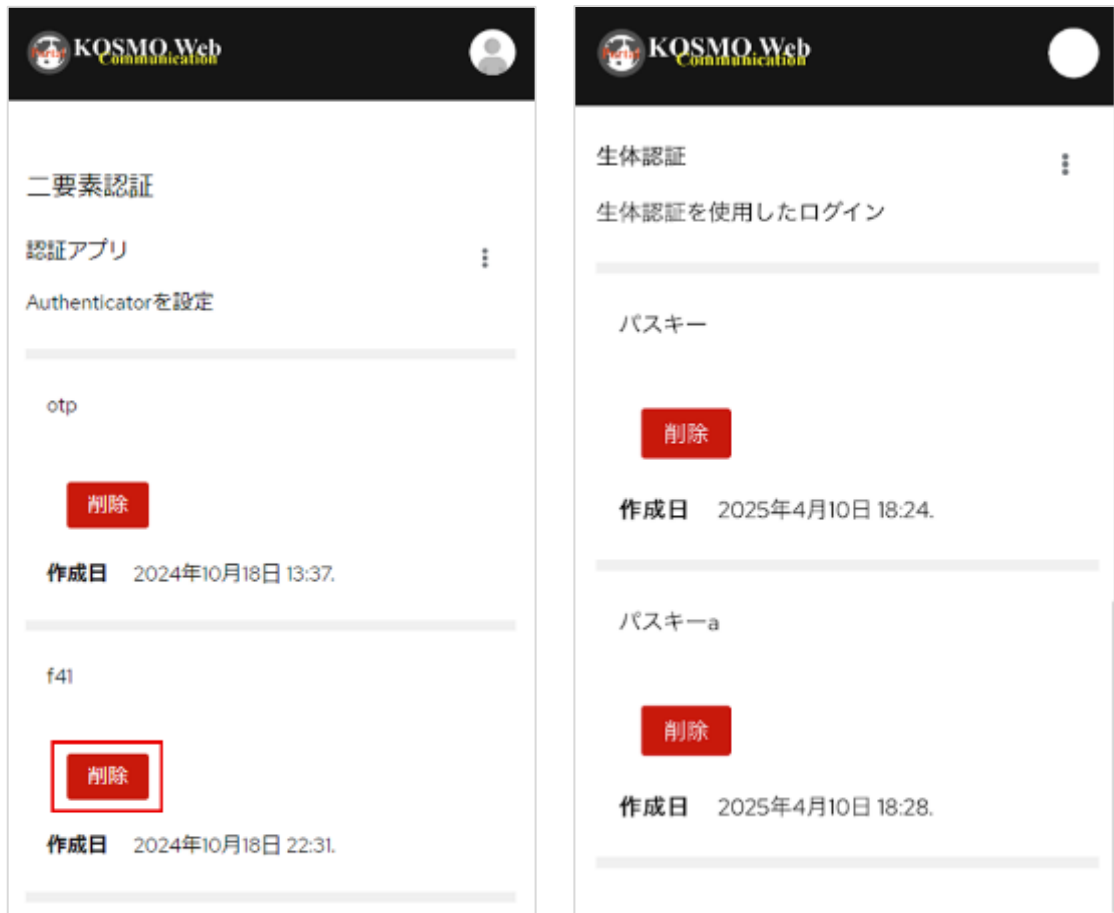 Portal
KOSMO Web
Communication
二要素認証
認証アプリ
Authenticatorを設定
otp
削除
作成日 2024年10月18日 13:37.
f41
削除
作成日 2024年10月18日 22:31.
Portal
KOSMO Web
Communication
生体認証
生体認証を使用したログイン
パスキー
削除
作成日 2025年4月10日 18:24.
パスキーa
削除
作成日 2025年4月10日 18:28.